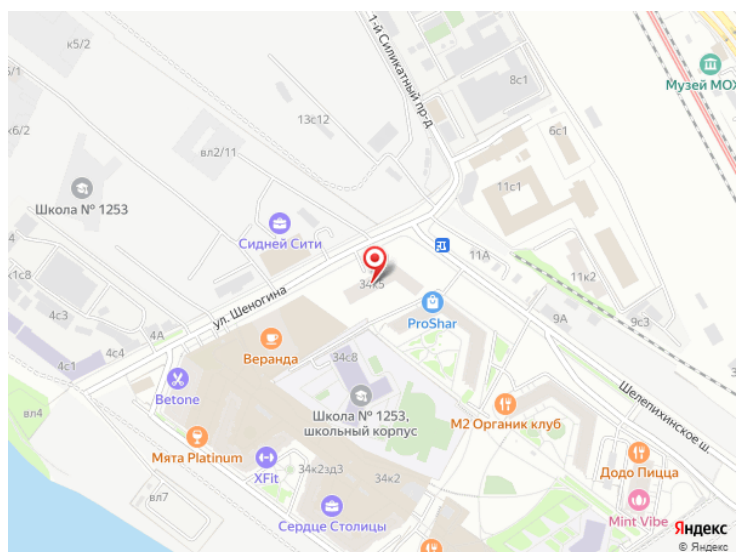 к5/2
6/1
1-й Силикатный пр-д
8с1
Музей МОХ
13с12
к6/2
вл2/11
6с1
11с1
Школа № 1253
Сидней Сити
11А
к1с8
34к5
11к2
ул. Шеногина
4с3
4А
ProShar
9А
9с3
4с4
4с1
Веранда
34с8
Шелепихинское ш.
Betone
Школа № 1253,
школьный корпус
М2 Органик клуб
вл4
Мята Platinum
34к2зд3
34к2
Додо Пицца
XFit
вл7
Сердце Столицы
Mint Vibe
Яндекс
© Яндекс